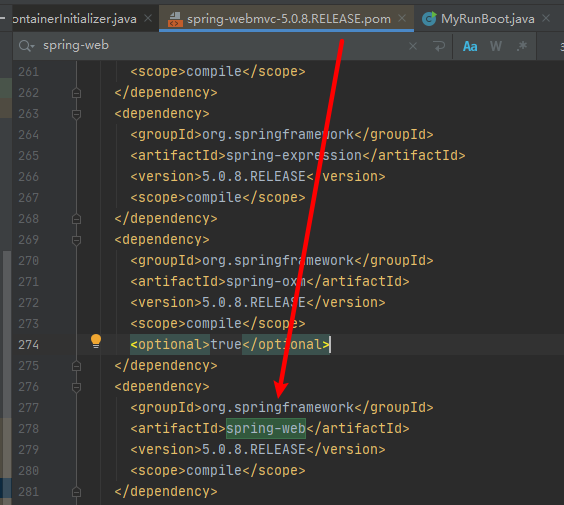 ontainerInitializer.java × spring-webmvc-5.0.8.RELEASE.pom × MyRunBoot.java ×
spring-web × Aa W .*
261 <scope>compile</scope>
262 </dependency>
263 <dependency>
264 <groupId>org.springframework</groupId>
265 <artifactId>spring-expression</artifactId>
266 <version>5.0.8.RELEASE</version>
267 <scope>compile</scope>
268 </dependency>
269 <dependency>
270 <groupId>org.springframework</groupId>
271 <artifactId>spring-oxm</artifactId>
272 <version>5.0.8.RELEASE</version>
273 <scope>compile</scope>
274 <optional>true</optional>
275 </dependency>
276 <dependency>
277 <groupId>org.springframework</groupId>
278 <artifactId>spring-web</artifactId>
279 <version>5.0.8.RELEASE</version>
280 <scope>compile</scope>
281 </dependency>